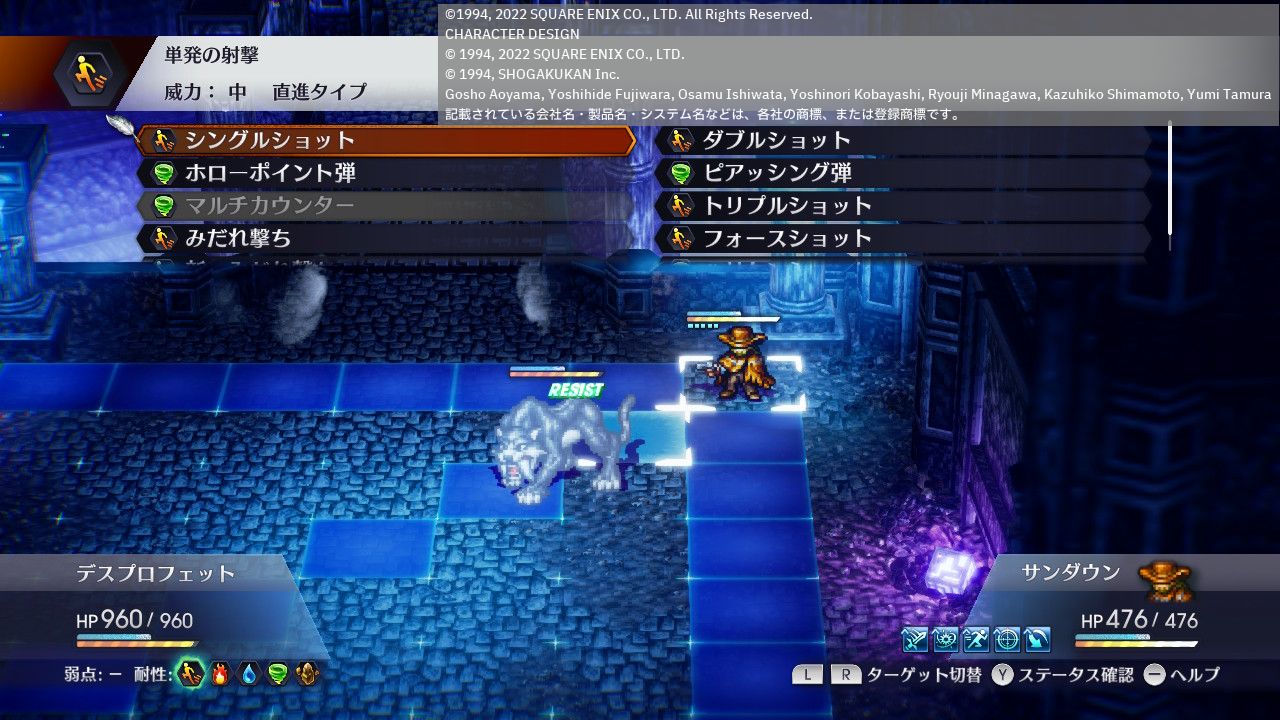 ©1994, 2022 SQUARE ENIX CO., LTD. All Rights Reserved.
CHARACTER DESIGN
© 1994, 2022 SQUARE ENIX CO., LTD.
© 1994, SHOGAKUKAN Inc.
Gosho Aoyama, Yoshihide Fujiwara, Osamu Ishiwata, Yoshinori Kobayashi, Ryouji Minagawa, Kazuhiko Shimamoto, Yumi Tamura
記載されている会社名・製品名・システム名などは、各社の商標、または登録商標です。
単発の射撃
威力： 中 直進タイプ
シングルショット ダブルショット
ホローポイント弾 ピアッシング弾
マルチカウンター トリプルショット
みだれ撃ち フォースショット
RESIST
デスプロフェット
HP 960 / 960
弱点: － 耐性:
サンダウン
HP 476 / 476
L R ターゲット切替 Y ステータス確認 － ヘルプ